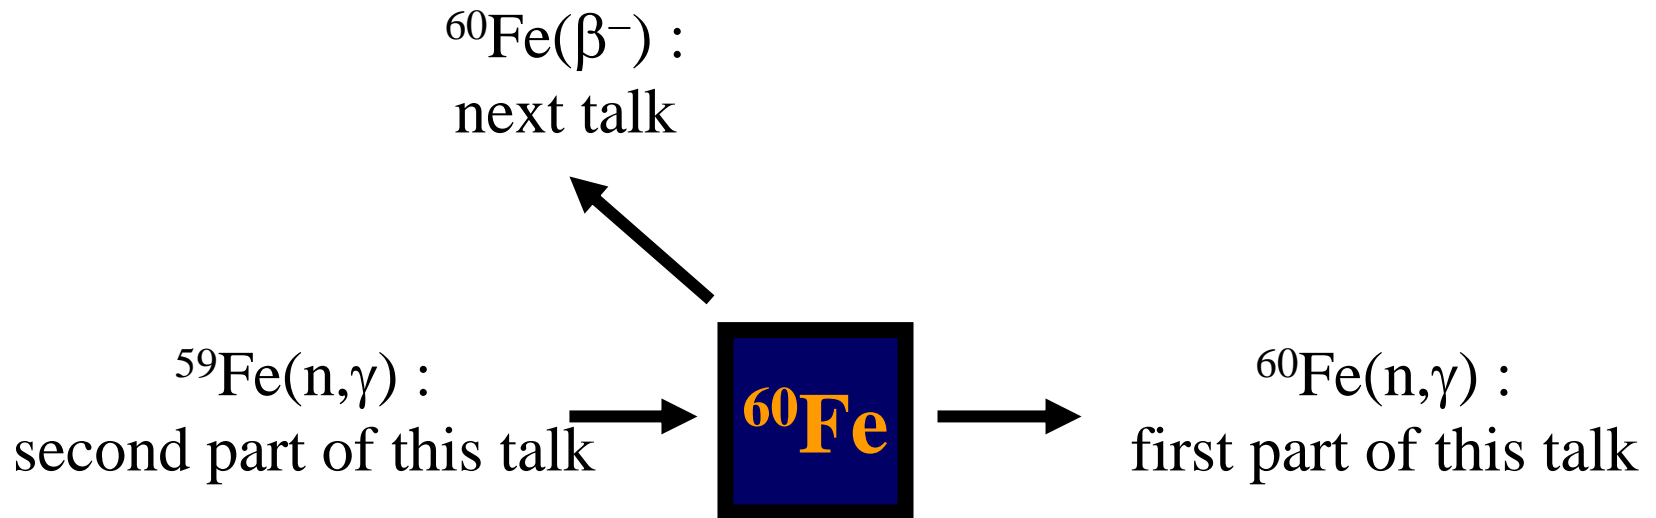 ⁶⁰Fe(β⁻) :
next talk
⁵⁹Fe(n,γ) :
second part of this talk
⁶⁰Fe
⁶⁰Fe(n,γ) :
first part of this talk